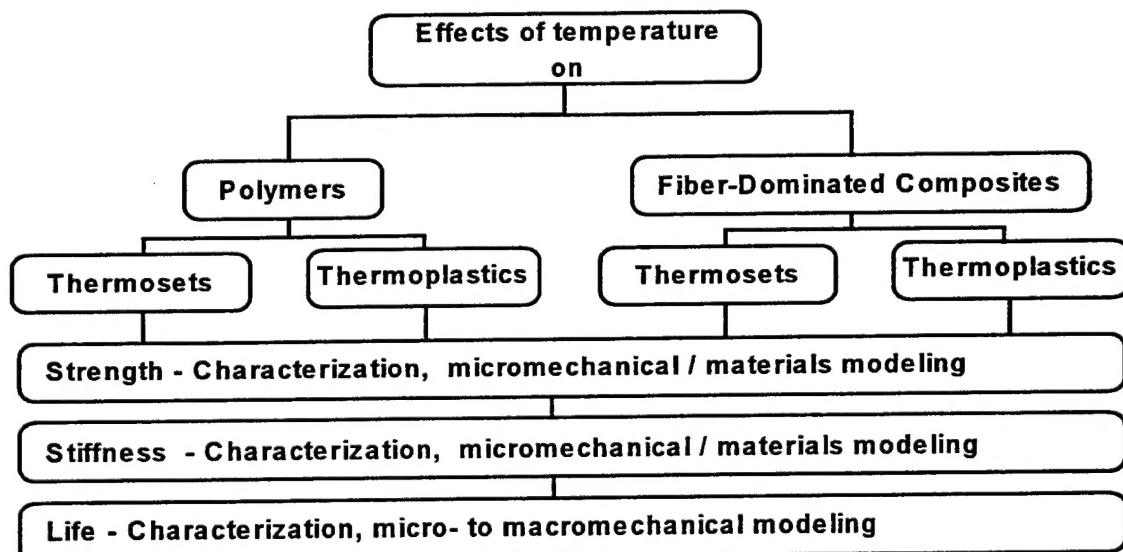 Effects of temperature
on
Polymers
Fiber-Dominated Composites
Thermosets
Thermoplastics
Thermosets
Thermoplastics
Strength - Characterization, micromechanical / materials modeling
Stiffness - Characterization, micromechanical / materials modeling
Life - Characterization, micro- to macromechanical modeling